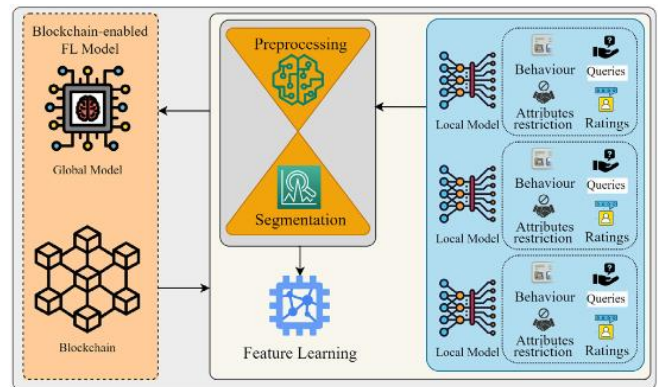 Blockchain-enabled
FL Model
Global Model
Blockchain
Preprocessing
Segmentation
Feature Learning
Local Model
Behaviour
Queries
Attributes
restriction
Ratings
Local Model
Behaviour
Queries
Attributes
restriction
Ratings
Local Model
Behaviour
Queries
Attributes
restriction
Ratings